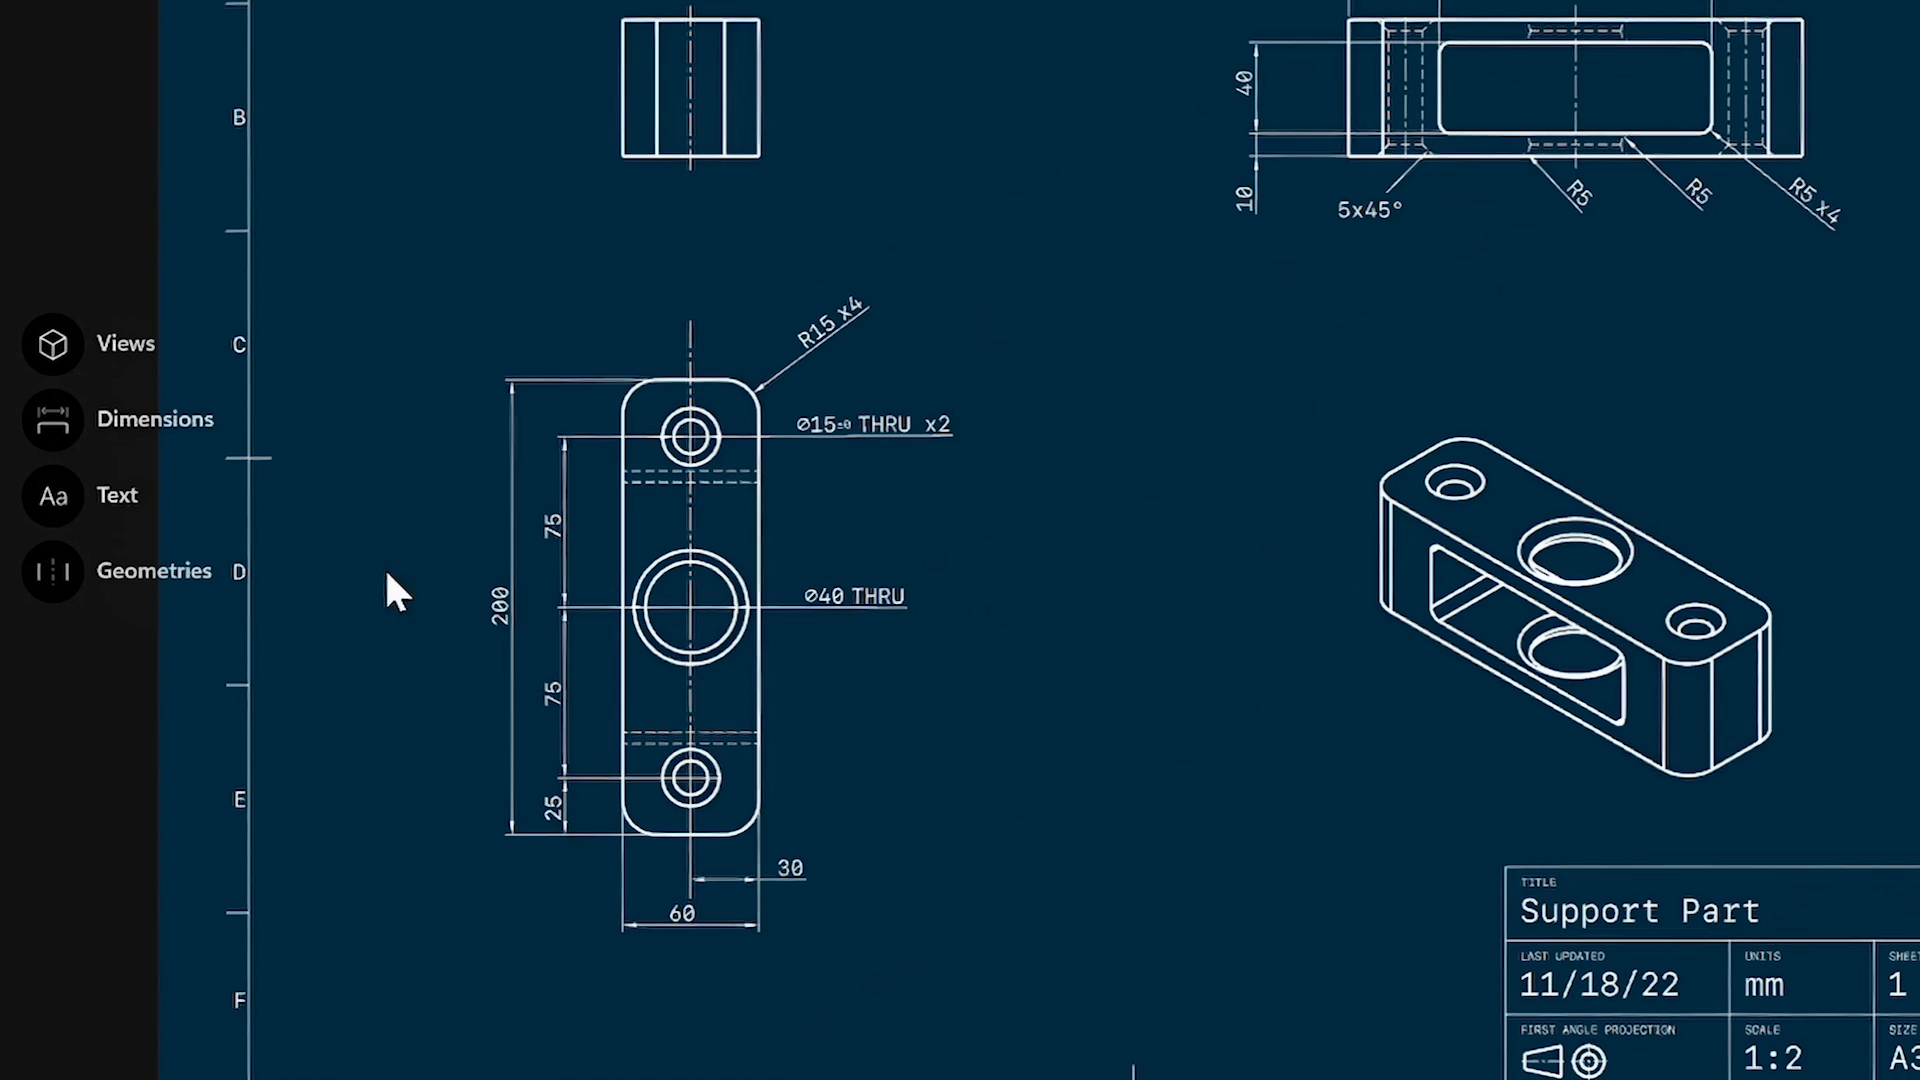 B
40
10
5x45°
R5
R5
R5 x4
Views
C
R15 x4
Dimensions
⌀15±0 THRU x2
Aa
Text
75
Geometries
D
200
⌀40 THRU
75
E
25
30
60
TITLE
Support Part
LAST UPDATED
UNITS
SHEE
11/18/22
mm
1
F
FIRST ANGLE PROJECTION
SCALE
SIZE
1:2
A3